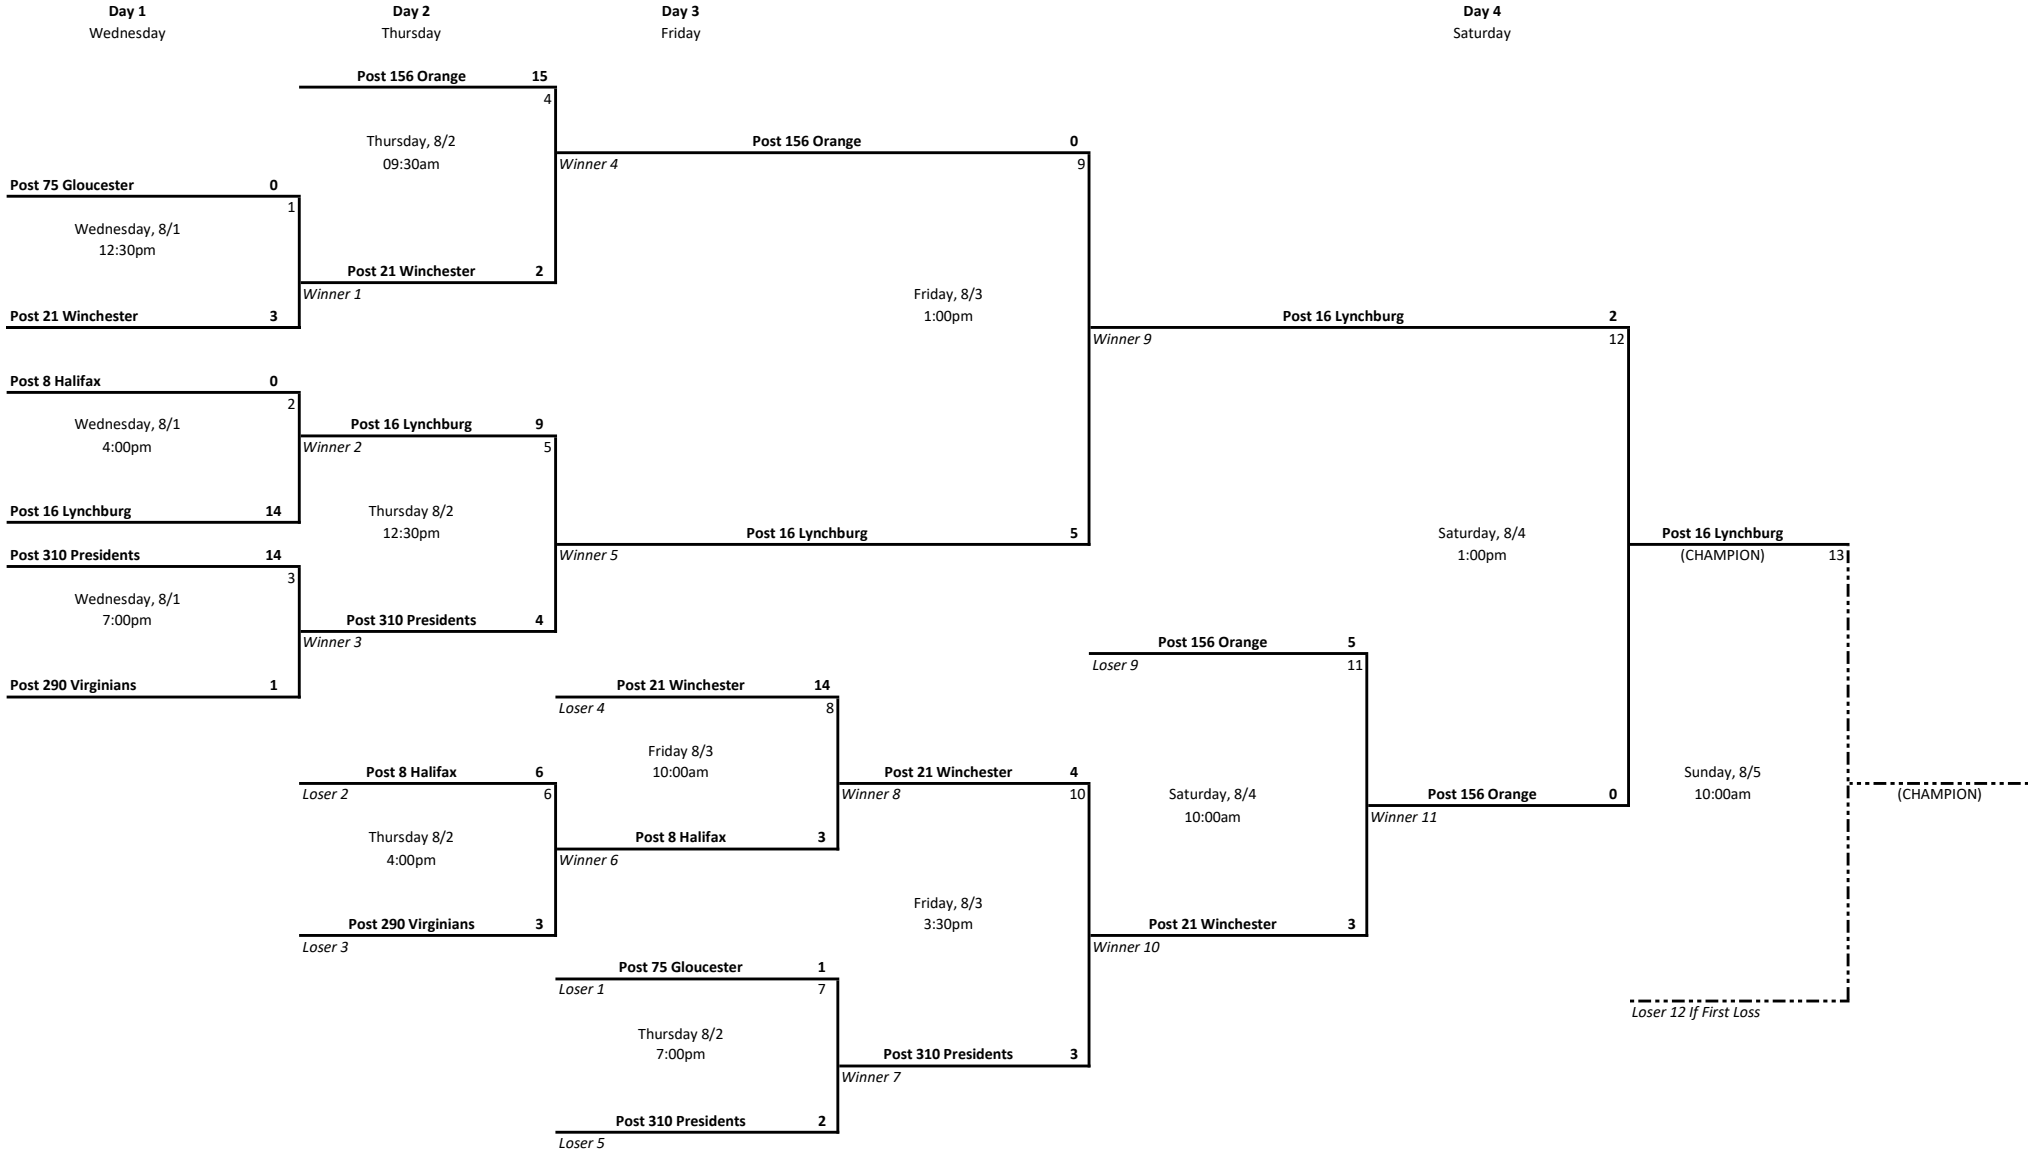 Day 1
Wednesday
Day 2
Thursday
Day 3
Friday
Day 4
Saturday
Post 75 Gloucester 0
1
Wednesday, 8/1
12:30pm
Post 21 Winchester 3
Post 8 Halifax 0
2
Wednesday, 8/1
4:00pm
Post 16 Lynchburg 14
Post 310 Presidents 14
3
Wednesday, 8/1
7:00pm
Post 290 Virginians 1
Post 156 Orange 15
4
Thursday, 8/2
09:30am
Post 21 Winchester 2
Winner 1
Post 16 Lynchburg 9
Winner 2 5
Thursday 8/2
12:30pm
Post 310 Presidents 4
Winner 3
Post 8 Halifax 6
Loser 2 6
Thursday 8/2
4:00pm
Post 290 Virginians 3
Loser 3
Post 156 Orange 0
Winner 4 9
Friday, 8/3
1:00pm
Post 16 Lynchburg 5
Winner 5
Post 21 Winchester 14
Loser 4 8
Friday 8/3
10:00am
Post 8 Halifax 3
Winner 6
Post 75 Gloucester 1
Loser 1 7
Thursday 8/2
7:00pm
Post 310 Presidents 2
Loser 5
Post 21 Winchester 4
Winner 8 10
Friday, 8/3
3:30pm
Post 310 Presidents 3
Winner 7
Post 16 Lynchburg 2
Winner 9 12
Saturday, 8/4
1:00pm
Post 156 Orange 5
Loser 9 11
Saturday, 8/4
10:00am
Post 21 Winchester 3
Winner 10
Post 156 Orange 0
Winner 11
Post 16 Lynchburg
(CHAMPION) 13
Sunday, 8/5
10:00am
Loser 12 If First Loss
(CHAMPION)